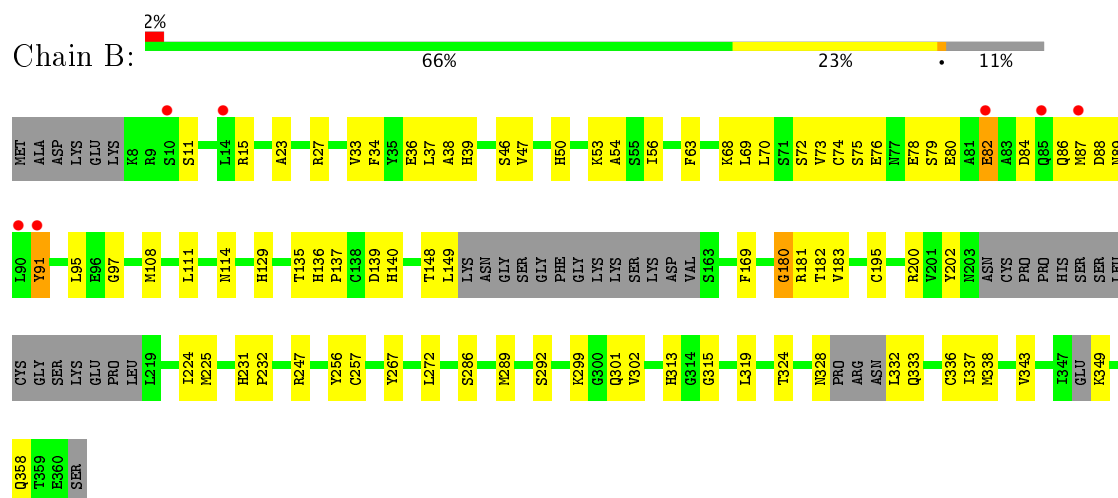 2%
Chain B:
66% 23% • 11%
MET ALA ASP LYS GLU LYS K8 R9 S10 S11 L14 R15 A23 R27 V33 F34 Y35 E36 L37 A38 H39 S46 V47 H50 K53 A54 S55 I56 F63 K68 L69 L70 S71 S72 V73 C74 S75 E76 N77 E78 S79 E80 A81 E82 A83 D84 Q85 Q86 M87 D88 N89
L90 Y91 L95 E96 G97 M108 L111 N114 H129 T135 H136 P137 C138 D139 H140 T148 L149 LYS ASN GLY SER GLY PHE GLY LYS LYS SER LYS ASP VAL S163 F169 G180 R181 T182 V183 C195 R200 V201 Y202 N203 ASN CYS PRO PRO HIS SER SER LEU
CYS GLY SER LYS GLU PRO LEU L219 I224 M225 H231 P232 R247 Y256 C257 Y267 L272 S286 M289 S292 K299 G300 Q301 V302 H313 G314 G315 L319 T324 N328 PRO ARG ASN L332 Q333 C336 I337 M338 V343 I347 GLU K349
Q358 T359 E360 SER